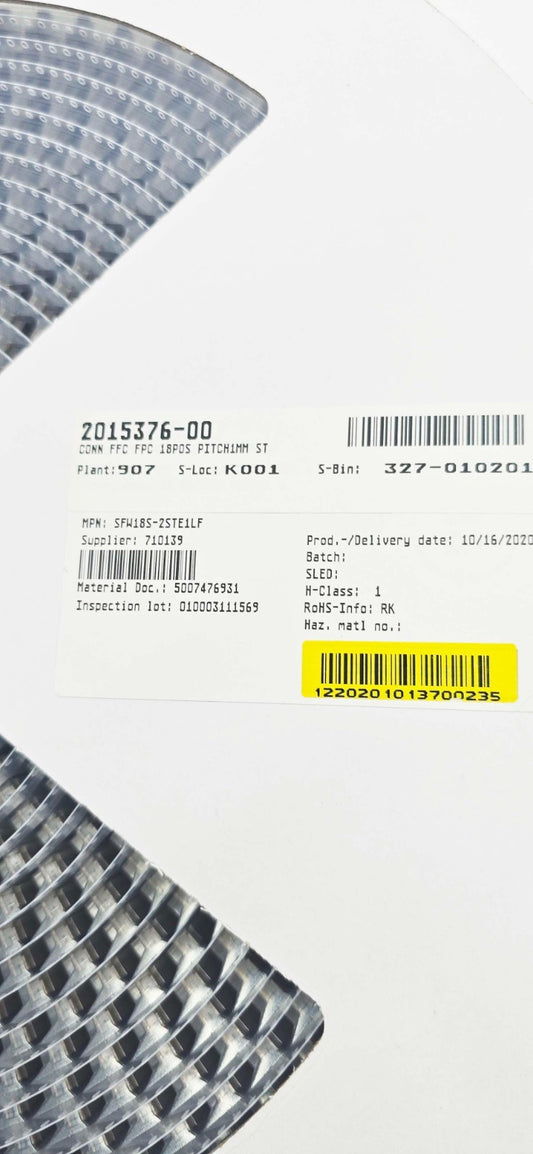 2015376-00
CONN FFC FPC 18POS PITCH1MM ST
Plant:907 S-Loc: K001 S-Bin: 327-010201
MPN: SFW18S-2STE1LF
Supplier: 710139
Prod.-/Delivery date: 10/16/2020
Batch:
SLED:
Material Doc.: 5007476931
H-Class: 1
Inspection lot: 010003111569
RoHS-Info: RK
Haz. matl no.:
1220201013700235